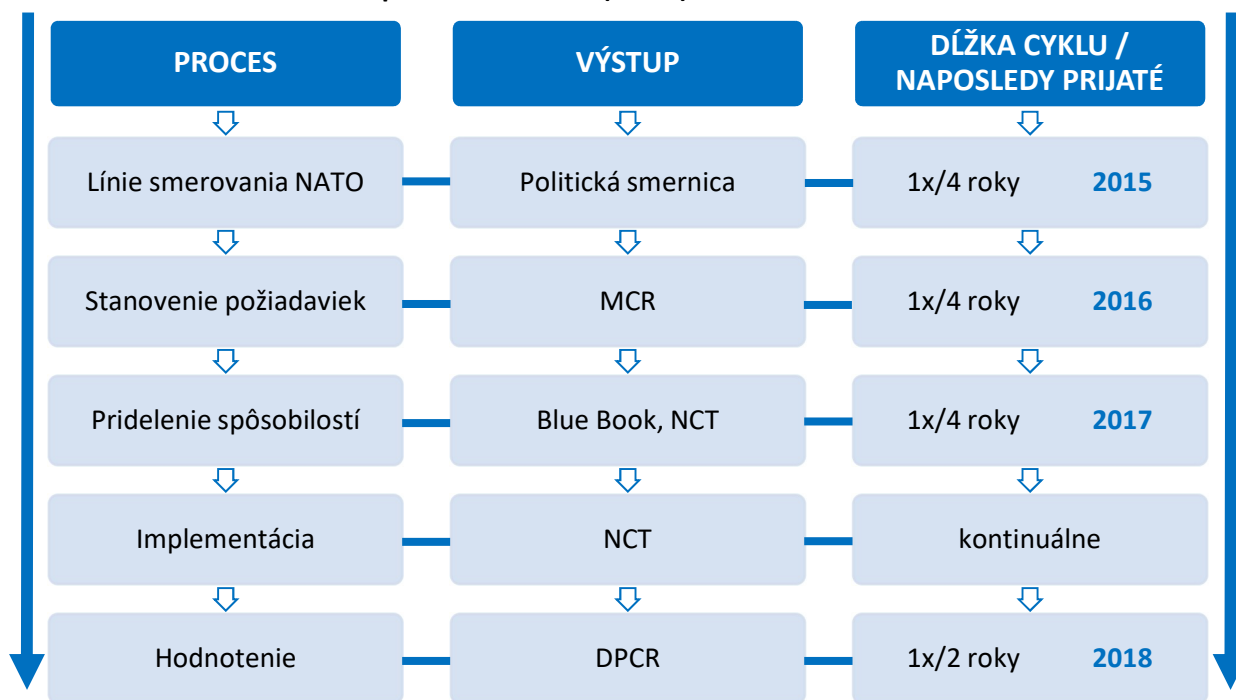 PROCES
VÝSTUP
DĹŽKA CYKLU /
NAPOSLEDY PRIJATÉ
Línie smerovania NATO
Politická smernica
1x/4 roky 2015
Stanovenie požiadaviek
MCR
1x/4 roky 2016
Pridelenie spôsobilostí
Blue Book, NCT
1x/4 roky 2017
Implementácia
NCT
kontinuálne
Hodnotenie
DPCR
1x/2 roky 2018